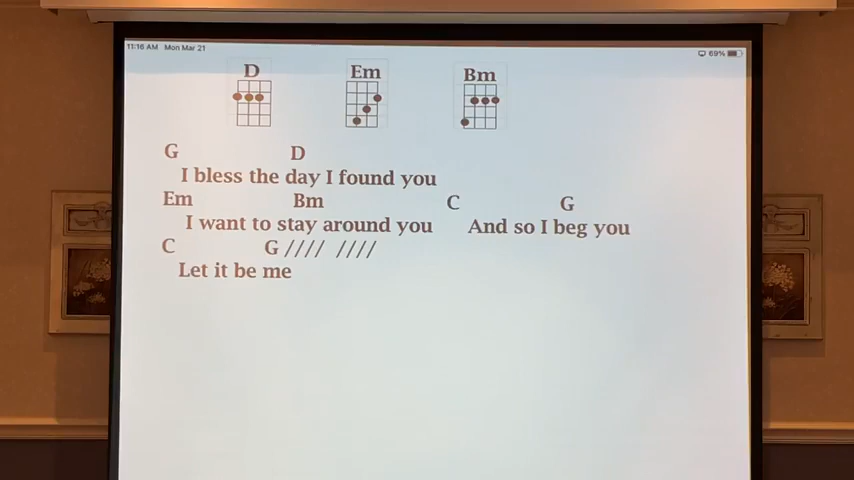 11:16 AM Mon Mar 21
69%
D Em Bm
G D
I bless the day I found you
Em Bm C G
I want to stay around you And so I beg you
C G //// ////
Let it be me